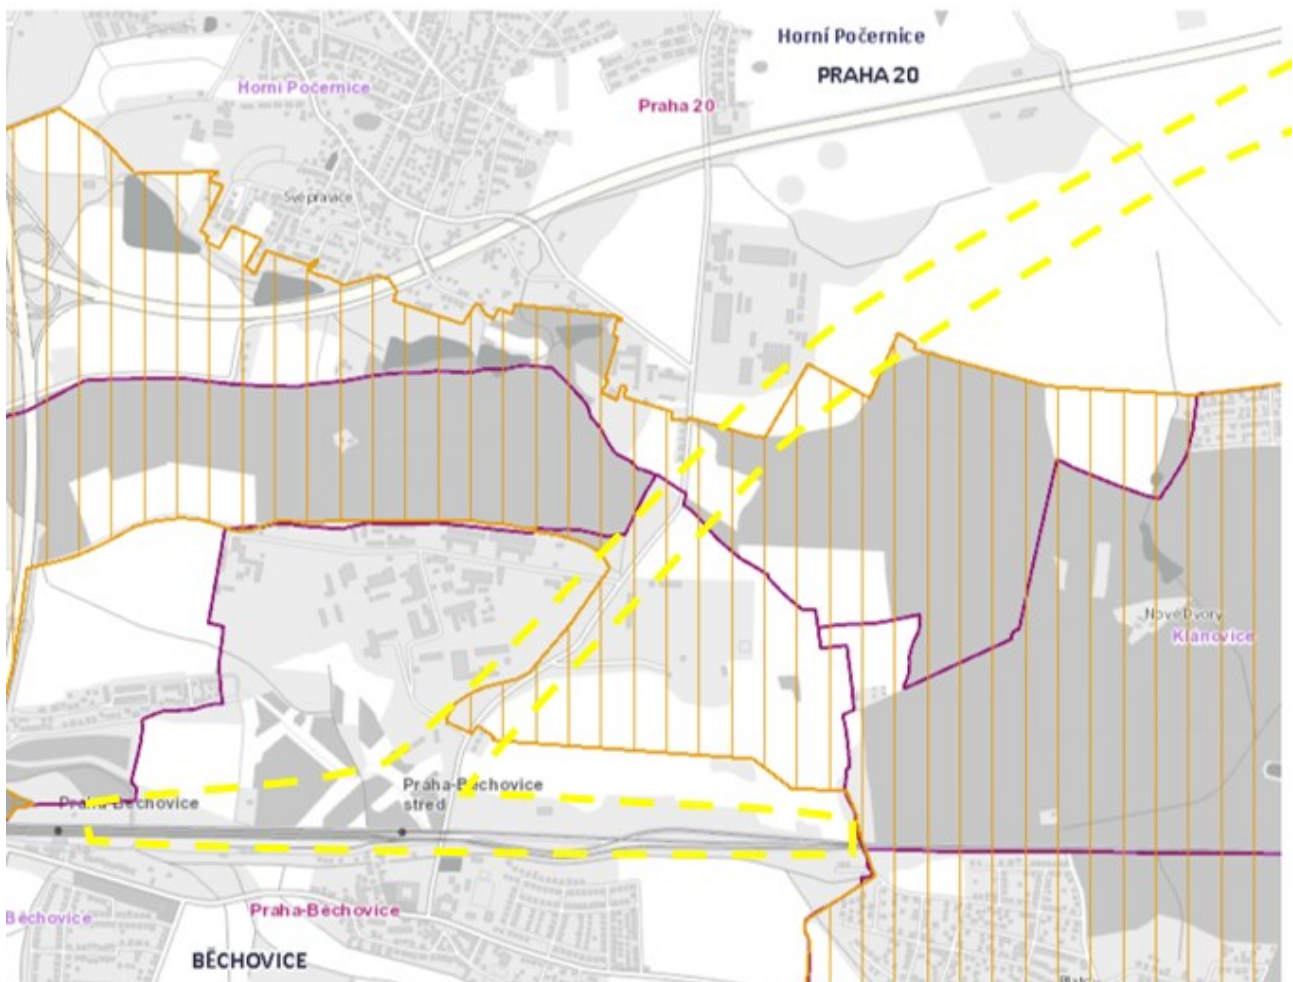 Horní Počernice
PRAHA 20
Horní Počernice
Praha 20
Svépravice
Nové Dvory
Klánovice
Praha-Běchovice
střed
Praha-Běchovice
Běchovice
Praha-Běchovice
BĚCHOVICE